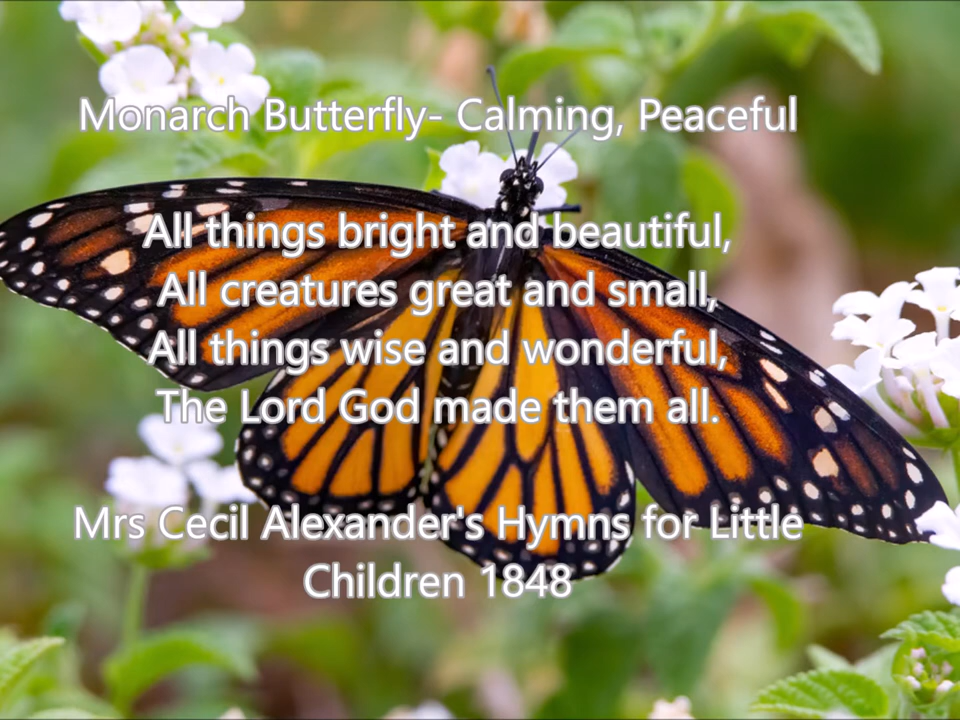 Monarch Butterfly- Calming, Peaceful
All things bright and beautiful,
All creatures great and small,
All things wise and wonderful,
The Lord God made them all.
Mrs Cecil Alexander's Hymns for Little
Children 1848